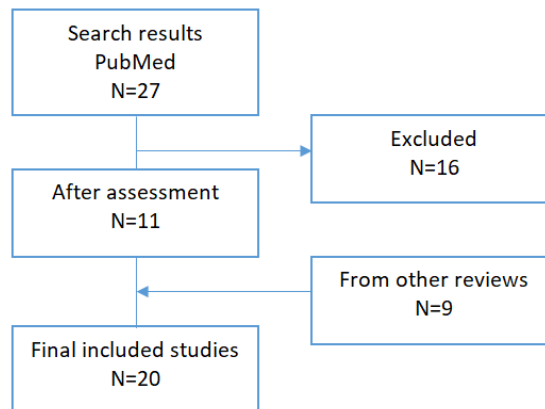 Search results
PubMed
N=27
Excluded
N=16
After assessment
N=11
From other reviews
N=9
Final included studies
N=20